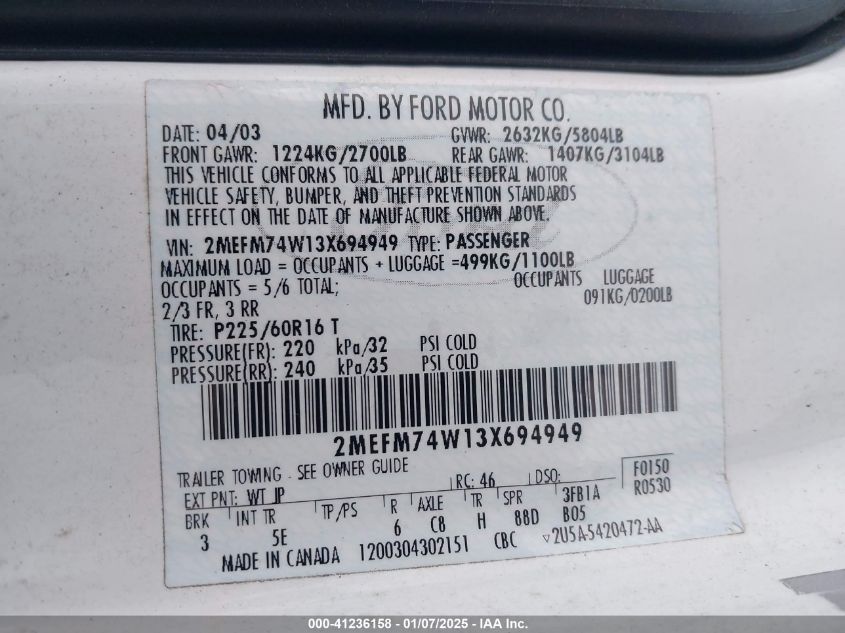 MFD. BY FORD MOTOR CO.
DATE: 04/03 GVWR: 2632KG/5804LB
FRONT GAWR: 1224KG/2700LB REAR GAWR: 1407KG/3104LB
THIS VEHICLE CONFORMS TO ALL APPLICABLE FEDERAL MOTOR
VEHICLE SAFETY, BUMPER, AND THEFT PREVENTION STANDARDS
IN EFFECT ON THE DATE OF MANUFACTURE SHOWN ABOVE.
VIN: 2MEFM74W13X694949 TYPE: PASSENGER
MAXIMUM LOAD = OCCUPANTS + LUGGAGE =499KG/1100LB
OCCUPANTS = 5/6 TOTAL; OCCUPANTS LUGGAGE
2/3 FR, 3 RR 091KG/0200LB
TIRE: P225/60R16 T
PRESSURE(FR): 220 kPa/32 PSI COLD
PRESSURE(RR): 240 kPa/35 PSI COLD
2MEFM74W13X694949
TRAILER TOWING - SEE OWNER GUIDE F0150
EXT PNT: WT JP RC: 46 DSO: R0530
BRK INT TR TP/PS R AXLE TR SPR 3FB1A
3 5E 6 C8 H 88D B05
MADE IN CANADA 1200304302151 CBC ▽2U5A-5420472-AA
000-41236158 — 01/07/2025 — IAA Inc.